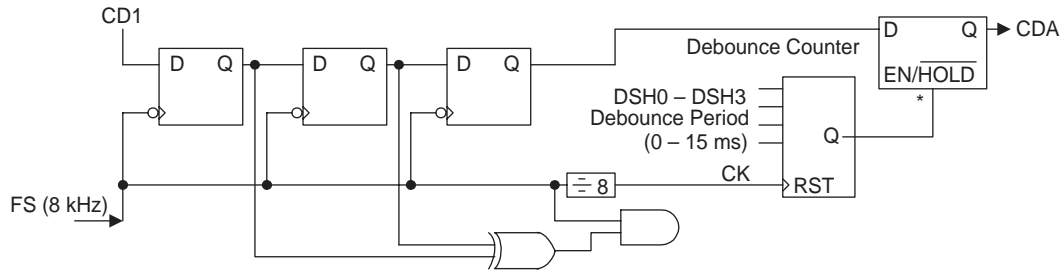 CD1
D Q
D Q
D Q
Debounce Counter
D Q
CDA
EN/HOLD
*
DSH0 – DSH3
Debounce Period
(0 – 15 ms)
Q
CK
RST
÷ 8
FS (8 kHz)